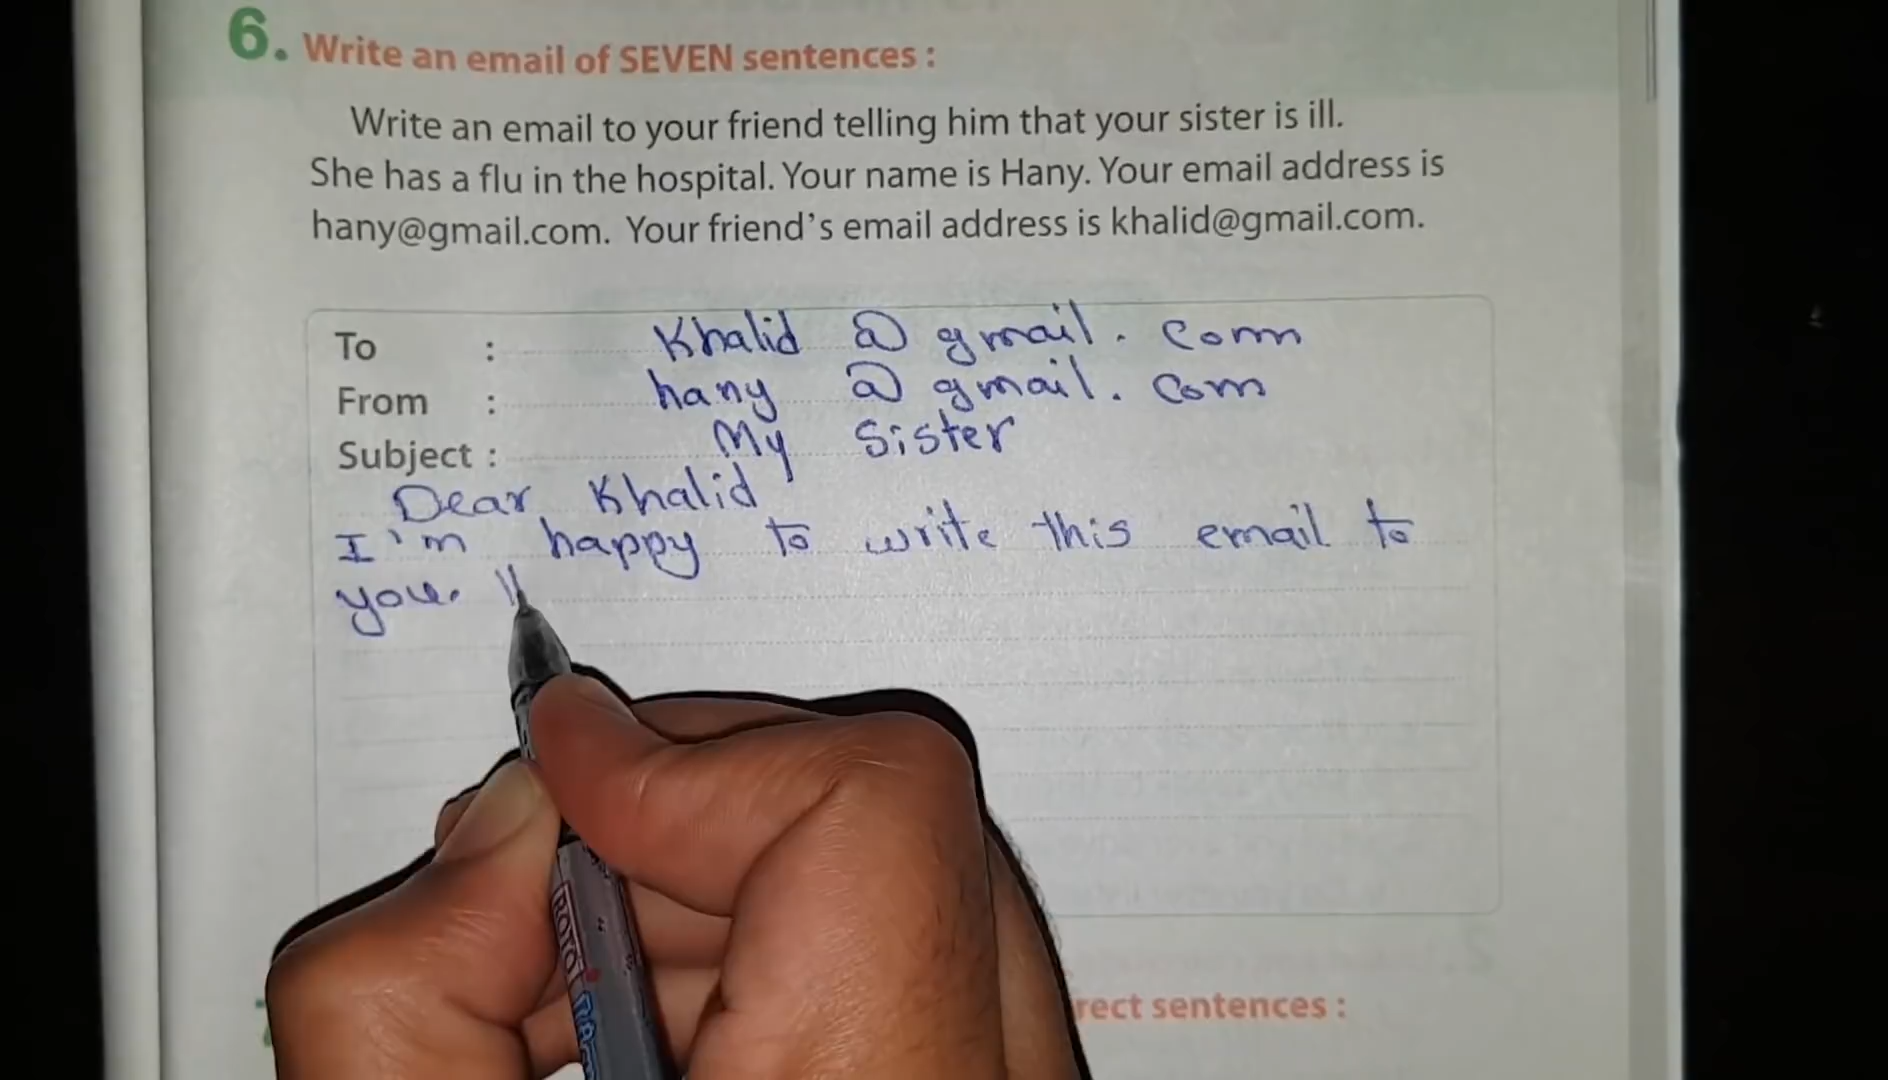 6. Write an email of SEVEN sentences :
Write an email to your friend telling him that your sister is ill.
She has a flu in the hospital. Your name is Hany. Your email address is
hany@gmail.com. Your friend's email address is khalid@gmail.com.
To : Khalid @ gmail. com
From : hany @ gmail. com
Subject : My Sister
Dear Khalid
I'm happy to write this email to
you.
ROTO
rect sentences :